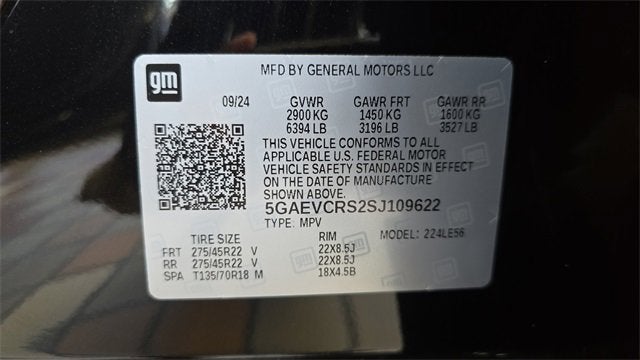 gm MFD BY GENERAL MOTORS LLC
09/24 GVWR GAWR FRT GAWR RR
2900 KG 1450 KG 1600 KG
6394 LB 3196 LB 3527 LB
THIS VEHICLE CONFORMS TO ALL
APPLICABLE U.S. FEDERAL MOTOR
VEHICLE SAFETY STANDARDS IN EFFECT
ON THE DATE OF MANUFACTURE
SHOWN ABOVE.
5GAEVCRS2SJ109622
TYPE: MPV
TIRE SIZE RIM MODEL: 224LE56
FRT 275/45R22 V 22X8.5J
RR 275/45R22 V 22X8.5J
SPA T135/70R18 M 18X4.5B